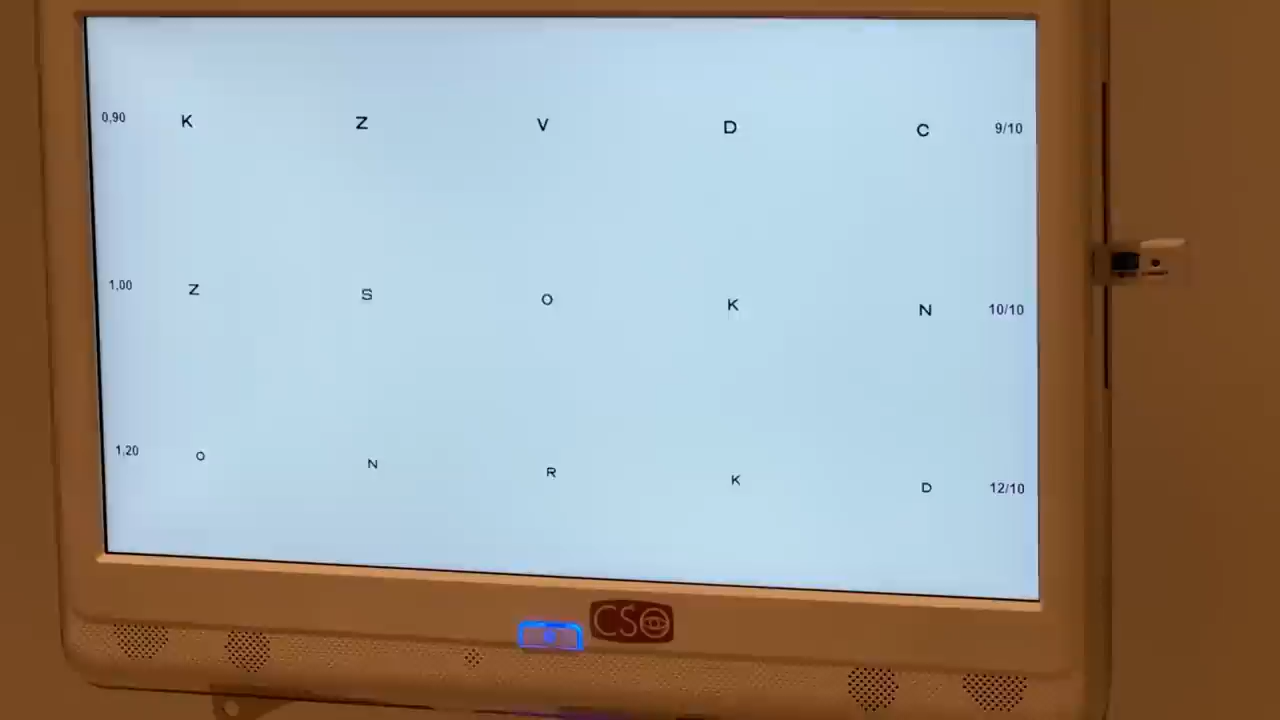 0,90 K Z V D C 9/10
1,00 Z S O K N 10/10
1,20 O N R K D 12/10
CSO